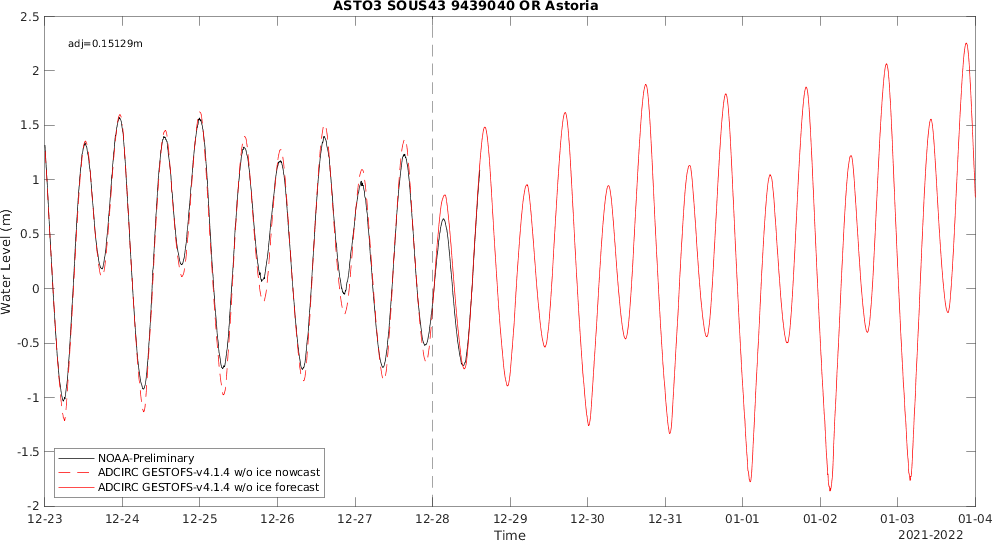 ASTO3 SOUS43 9439040 OR Astoria
adj=0.15129m
2.5
2
1.5
1
0.5
0
-0.5
-1
-1.5
-2
Water Level (m)
NOAA-Preliminary
ADCIRC GESTOFS-v4.1.4 w/o ice nowcast
ADCIRC GESTOFS-v4.1.4 w/o ice forecast
12-23 12-24 12-25 12-26 12-27 12-28 12-29 12-30 12-31 01-01 01-02 01-03 01-04
Time
2021-2022